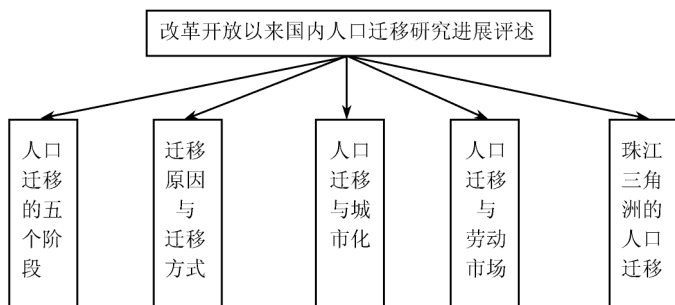 改革开放以来国内人口迁移研究进展评述
人口
迁移
的五
个阶
段
迁移
原因
与
迁移
方式
人口
迁移
与城
市化
人口
迁移
与
劳动
市场
珠江
三角
洲的
人口
迁移